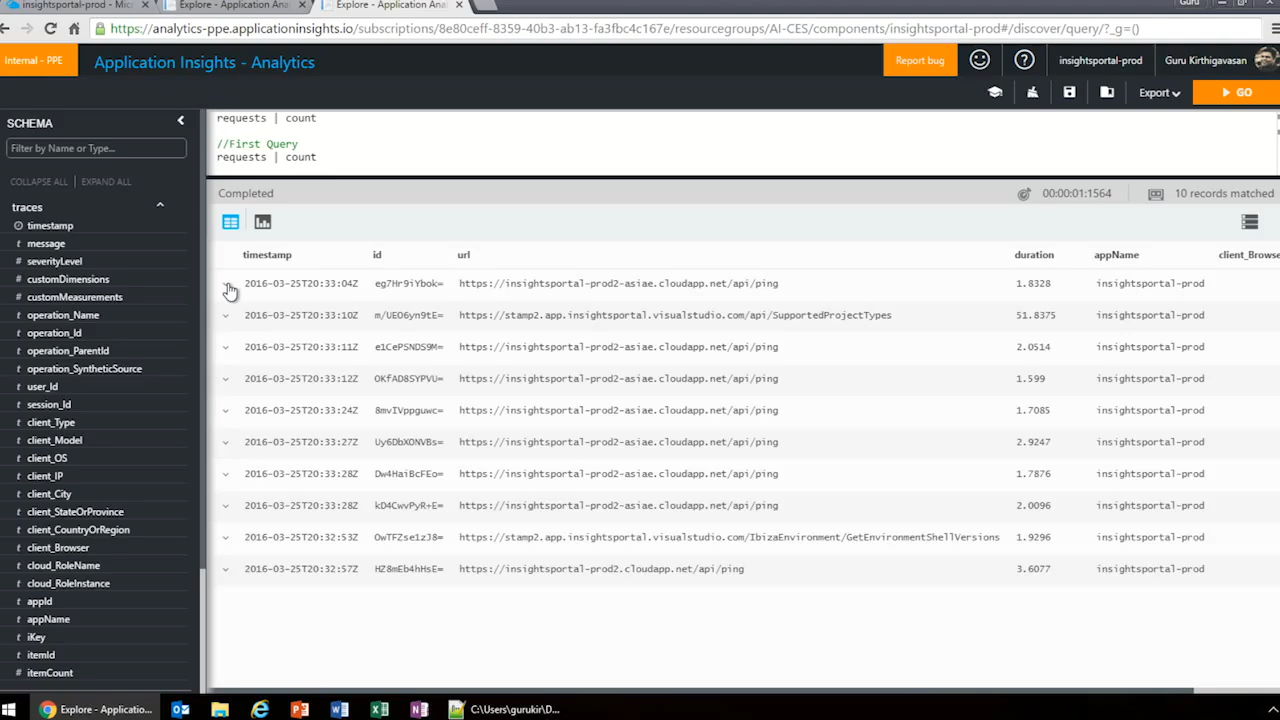 insightsportal-prod - Mic
Explore - Application Ana
Explore - Application Ana
Guru
https://analytics-ppe.applicationinsights.io/subscriptions/8e80ceff-8359-40b3-ab13-fa3fbc4c167e/resourcegroups/AI-CES/components/insightsportal-prod#/discover/query/?_g=()
Internal - PPE
Application Insights - Analytics
Report bug
insightsportal-prod
Guru Kirthigavasan
Export
GO
SCHEMA
Filter by Name or Type...
COLLAPSE ALL
EXPAND ALL
traces
timestamp
t message
severityLevel
# customDimensions
# customMeasurements
t operation_Name
t operation_Id
t operation_ParentId
t operation_SyntheticSource
t user_Id
t session_Id
t client_Type
t client_Model
t client_OS
t client_IP
t client_City
t client_StateOrProvince
t client_CountryOrRegion
t client_Browser
t cloud_RoleName
t cloud_RoleInstance
t appId
t appName
t iKey
t itemId
# itemCount
requests | count
//First Query
requests | count
Completed
00:00:01:1564
10 records matched
timestamp id url duration appName client_Browse
2016-03-25T20:33:04Z eg7Hr9iYbok= https://insightsportal-prod2-asiae.cloudapp.net/api/ping 1.8328 insightsportal-prod
2016-03-25T20:33:10Z m/UEO6yn9tE= https://stamp2.app.insightsportal.visualstudio.com/api/SupportedProjectTypes 51.8375 insightsportal-prod
2016-03-25T20:33:11Z e1CePSNDS9M= https://insightsportal-prod2-asiae.cloudapp.net/api/ping 2.0514 insightsportal-prod
2016-03-25T20:33:12Z OKfAD8SYPVU= https://insightsportal-prod2-asiae.cloudapp.net/api/ping 1.599 insightsportal-prod
2016-03-25T20:33:24Z 8mvIVppguwc= https://insightsportal-prod2-asiae.cloudapp.net/api/ping 1.7085 insightsportal-prod
2016-03-25T20:33:27Z Uy6DbXONVBs= https://insightsportal-prod2-asiae.cloudapp.net/api/ping 2.9247 insightsportal-prod
2016-03-25T20:33:28Z Dw4HaiBcFEo= https://insightsportal-prod2-asiae.cloudapp.net/api/ping 1.7876 insightsportal-prod
2016-03-25T20:33:28Z kD4CwvPyR+E= https://insightsportal-prod2-asiae.cloudapp.net/api/ping 2.0096 insightsportal-prod
2016-03-25T20:32:53Z OwTFZse1zJ8= https://stamp2.app.insightsportal.visualstudio.com/IbizaEnvironment/GetEnvironmentShellVersions 1.9296 insightsportal-prod
2016-03-25T20:32:57Z HZ8mEb4hHsE= https://insightsportal-prod2.cloudapp.net/api/ping 3.6077 insightsportal-prod
Explore - Applicatio...
C:\Users\gurukir\D...